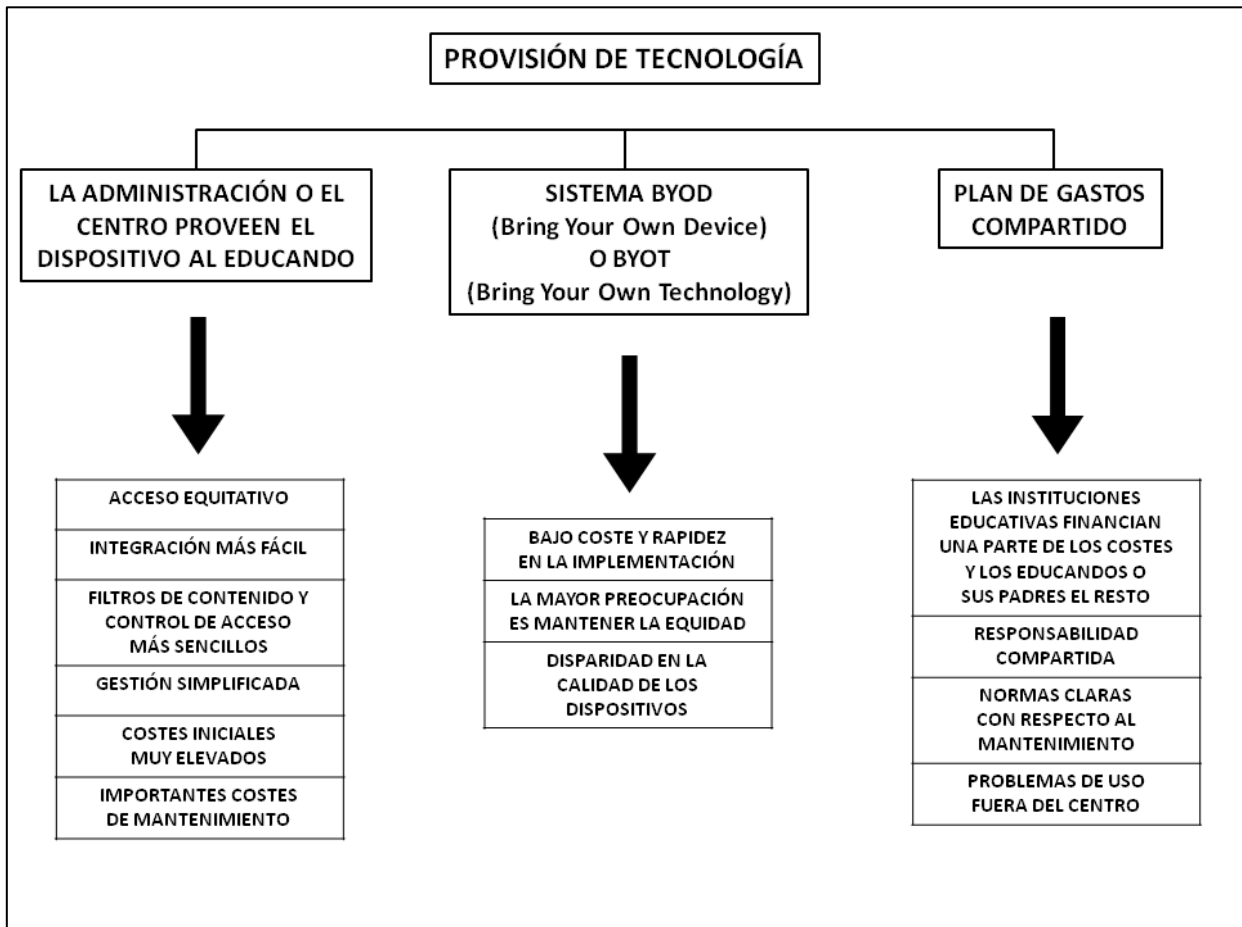 PROVISIÓN DE TECNOLOGÍA
LA ADMINISTRACIÓN O EL
CENTRO PROVEEN EL
DISPOSITIVO AL EDUCANDO
SISTEMA BYOD
(Bring Your Own Device)
O BYOT
(Bring Your Own Technology)
PLAN DE GASTOS
COMPARTIDO
ACCESO EQUITATIVO
INTEGRACIÓN MÁS FÁCIL
FILTROS DE CONTENIDO Y
CONTROL DE ACCESO
MÁS SENCILLOS
GESTIÓN SIMPLIFICADA
COSTES INICIALES
MUY ELEVADOS
IMPORTANTES COSTES
DE MANTENIMIENTO
BAJO COSTE Y RAPIDEZ
EN LA IMPLEMENTACIÓN
LA MAYOR PREOCUPACIÓN
ES MANTENER LA EQUIDAD
DISPARIDAD EN LA
CALIDAD DE LOS
DISPOSITIVOS
LAS INSTITUCIONES
EDUCATIVAS FINANCIAN
UNA PARTE DE LOS COSTES
Y LOS EDUCANDOS O
SUS PADRES EL RESTO
RESPONSABILIDAD
COMPARTIDA
NORMAS CLARAS
CON RESPECTO AL
MANTENIMIENTO
PROBLEMAS DE USO
FUERA DEL CENTRO